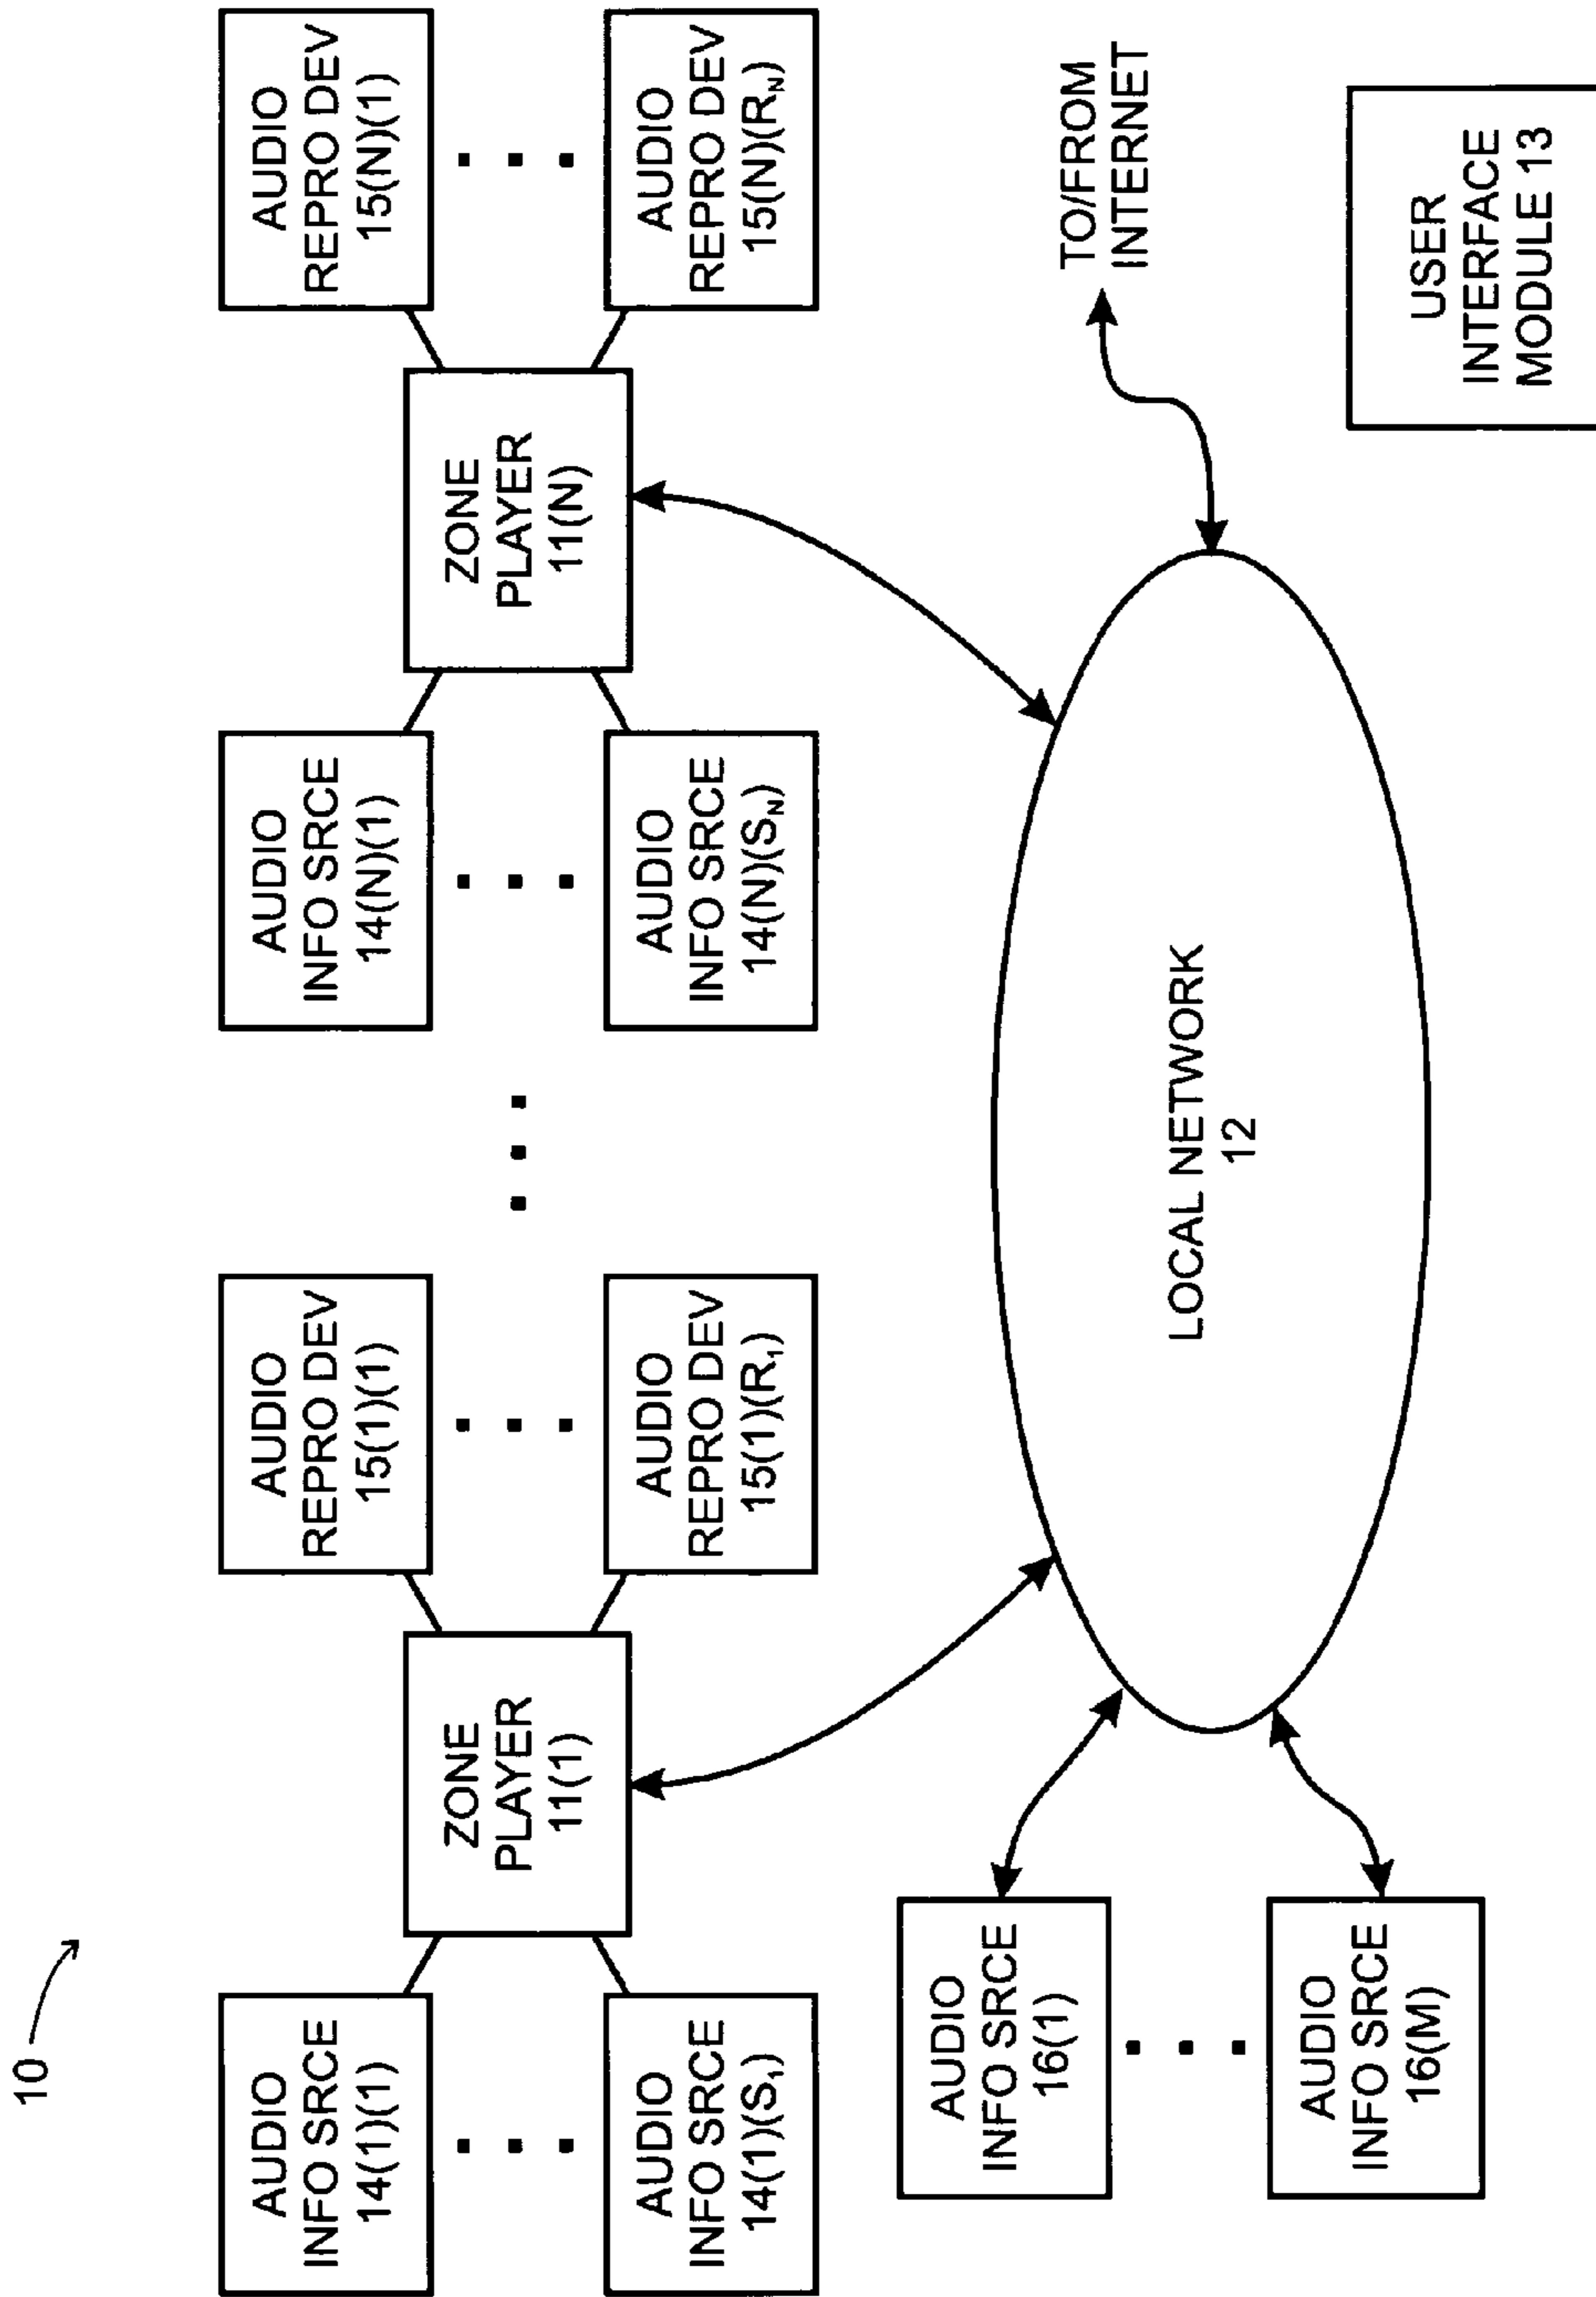 10
AUDIO
INFO SRCE
14(1)(1)
AUDIO
INFO SRCE
14(1)(S₁)
ZONE
PLAYER
11(1)
AUDIO
REPRO DEV
15(1)(1)
AUDIO
REPRO DEV
15(1)(R₁)
AUDIO
INFO SRCE
14(N)(1)
AUDIO
INFO SRCE
14(N)(S_N)
ZONE
PLAYER
11(N)
AUDIO
REPRO DEV
15(N)(1)
AUDIO
REPRO DEV
15(N)(R_N)
AUDIO
INFO SRCE
16(1)
AUDIO
INFO SRCE
16(M)
LOCAL NETWORK
12
TO/FROM
INTERNET
USER
INTERFACE
MODULE 13